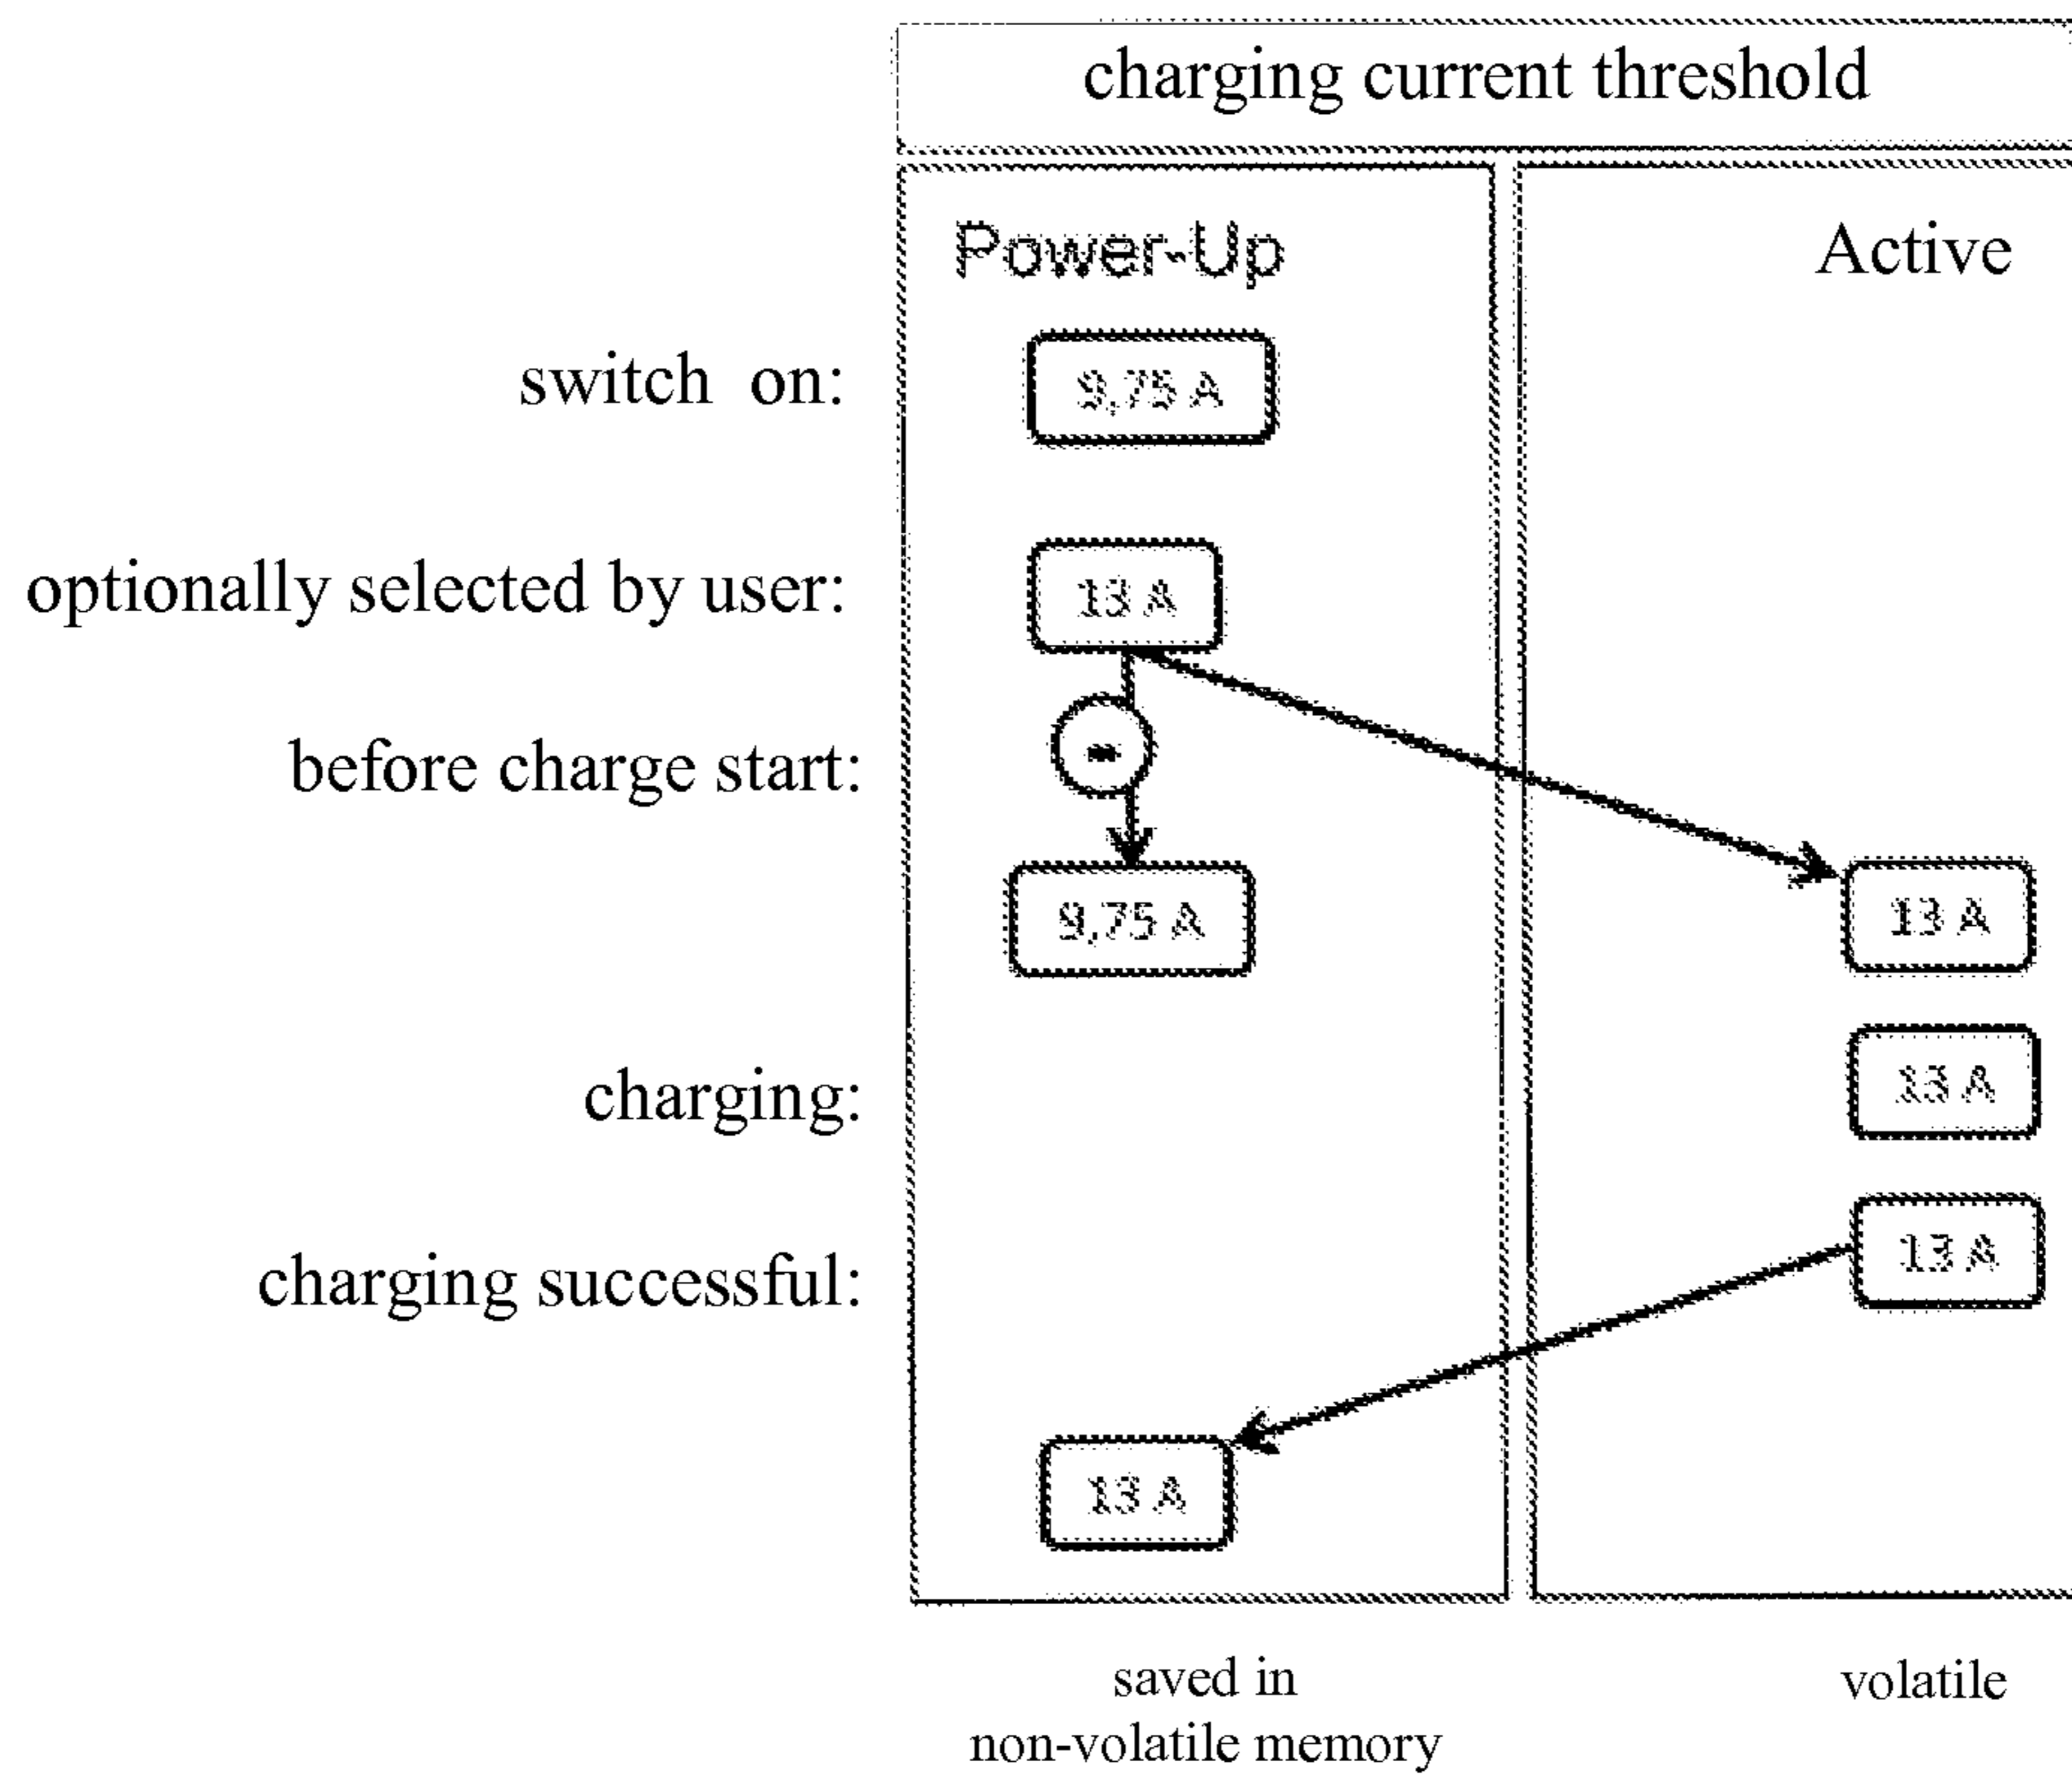 charging current threshold
Power-Up
Active
switch on:
9,75 A
optionally selected by user:
13 A
before charge start:
-
9,75 A
13 A
charging:
13 A
charging successful:
13 A
13 A
saved in
non-volatile memory
volatile